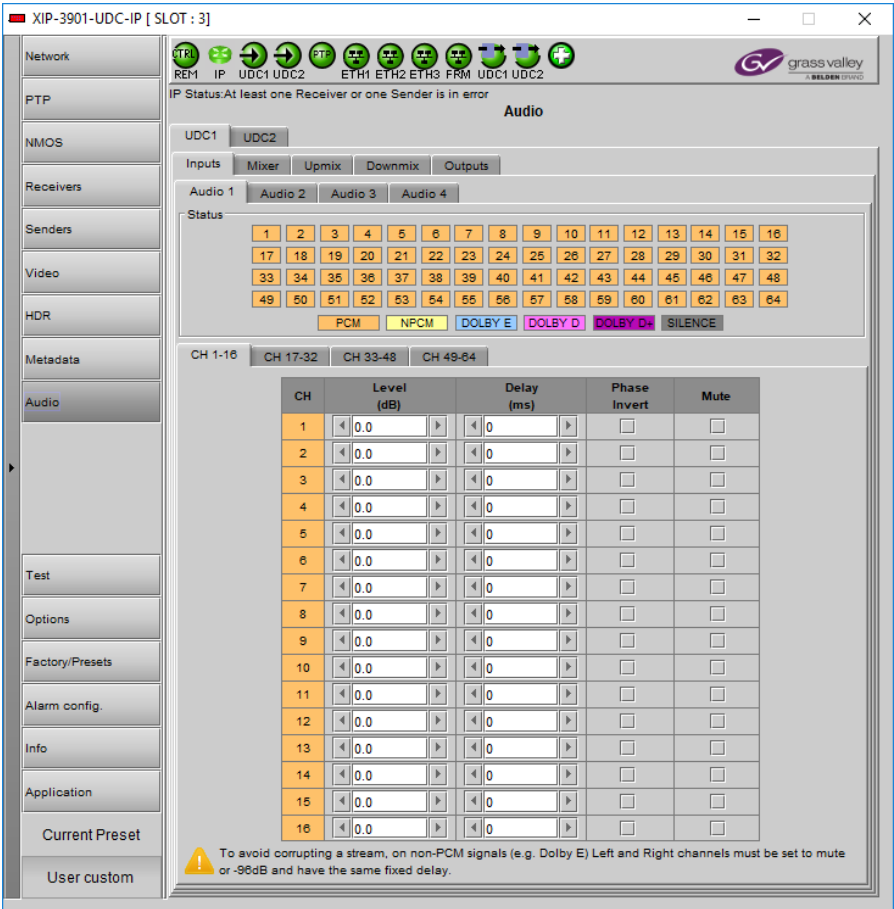 XIP-3901-UDC-IP [ SLOT : 3]
Network
PTP
NMOS
Receivers
Senders
Video
HDR
Metadata
Audio
Test
Options
Factory/Presets
Alarm config.
Info
Application
Current Preset
User custom
CTRL PTP
REM IP UDC1 UDC2 ETH1 ETH2 ETH3 FRM UDC1 UDC2
GV grass valley
A BELDEN BRAND
IP Status:At least one Receiver or one Sender is in error
Audio
UDC1 UDC2
Inputs Mixer Upmix Downmix Outputs
Audio 1 Audio 2 Audio 3 Audio 4
Status
1 2 3 4 5 6 7 8 9 10 11 12 13 14 15 16
17 18 19 20 21 22 23 24 25 26 27 28 29 30 31 32
33 34 35 36 37 38 39 40 41 42 43 44 45 46 47 48
49 50 51 52 53 54 55 56 57 58 59 60 61 62 63 64
PCM NPCM DOLBY E DOLBY D DOLBY D+ SILENCE
CH 1-16 CH 17-32 CH 33-48 CH 49-64
CH Level (dB) Delay (ms) Phase Invert Mute
1 0.0 0
2 0.0 0
3 0.0 0
4 0.0 0
5 0.0 0
6 0.0 0
7 0.0 0
8 0.0 0
9 0.0 0
10 0.0 0
11 0.0 0
12 0.0 0
13 0.0 0
14 0.0 0
15 0.0 0
16 0.0 0
To avoid corrupting a stream, on non-PCM signals (e.g. Dolby E) Left and Right channels must be set to mute
or -96dB and have the same fixed delay.